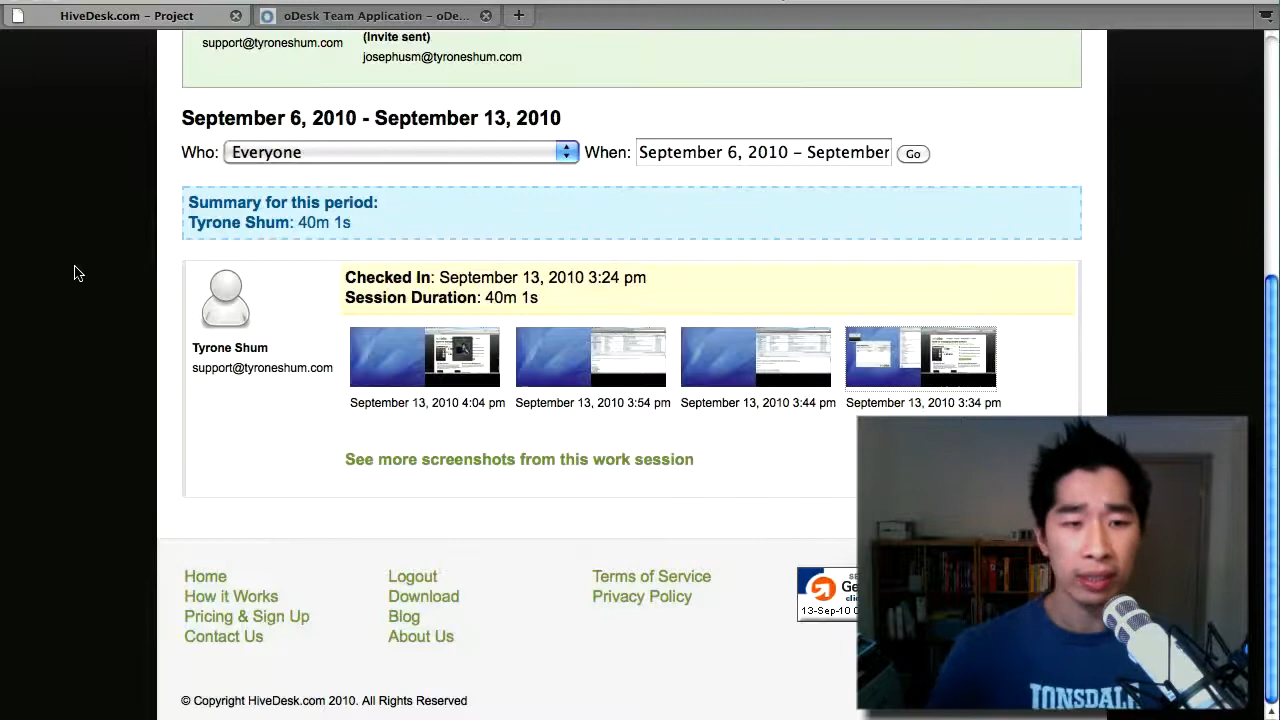 HiveDesk.com – Project
oDesk Team Application – oDe...
support@tyroneshum.com
(Invite sent)
josephusm@tyroneshum.com
September 6, 2010 - September 13, 2010
Who: Everyone When: September 6, 2010 – September Go
Summary for this period:
Tyrone Shum: 40m 1s
Checked In: September 13, 2010 3:24 pm
Session Duration: 40m 1s
Tyrone Shum
support@tyroneshum.com
September 13, 2010 4:04 pm
September 13, 2010 3:54 pm
September 13, 2010 3:44 pm
September 13, 2010 3:34 pm
See more screenshots from this work session
Home
How it Works
Pricing & Sign Up
Contact Us
Logout
Download
Blog
About Us
Terms of Service
Privacy Policy
13-Sep-10
© Copyright HiveDesk.com 2010. All Rights Reserved
LONSDAL